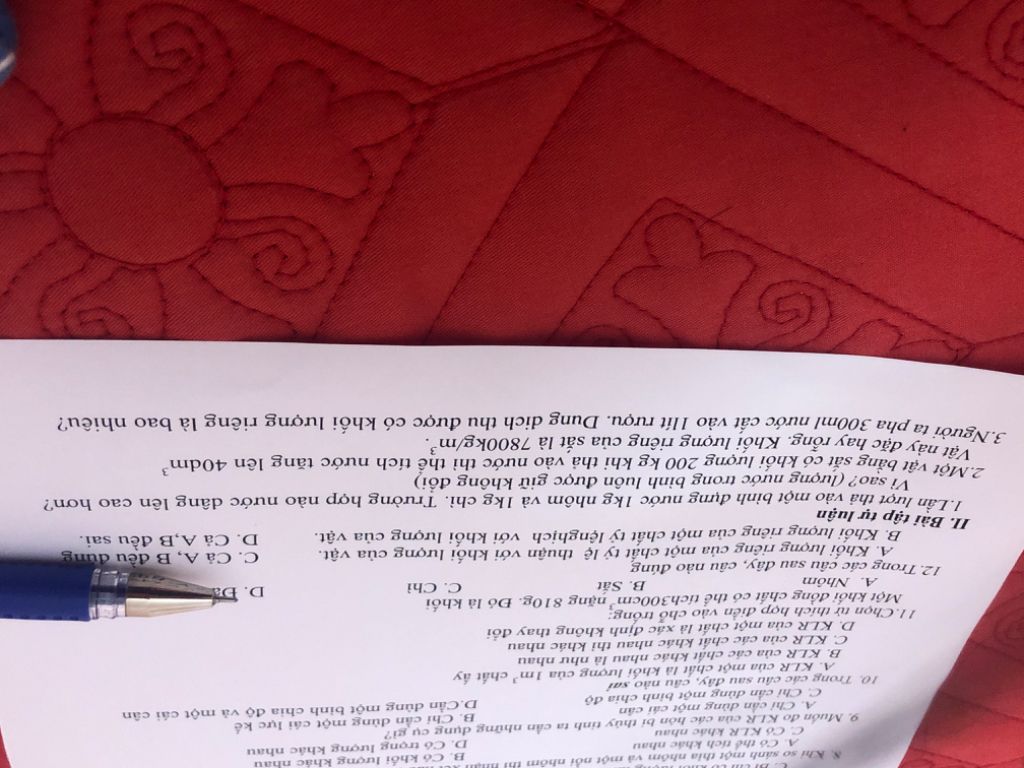 C. Bi chì có khối lượng
8. Khi so sánh một thìa nhôm và một nồi nhôm thì nhận xét
A. Có thể tích khác nhau B. Có khối lượng khác nhau
C. Có KLR khác nhau D. Có trọng lượng khác nhau
9. Muốn đo KLR của các hòn bi thủy tinh ta cần những dụng cụ gì?
A. Chỉ cần dùng một cái cân B. Chỉ cần dùng một cái lực kế
C. Chỉ cần dùng một bình chia độ D.Cần dùng một bình chia độ và một cái cân
10. Trong các câu sau đây, câu nào sai
A. KLR của một chất là khối lượng của 1m³ chất ấy
B. KLR của các chất khác nhau là như nhau
C. KLR của các chất khác nhau thì khác nhau
D. KLR của một chất là xác định không thay đổi
11.Chọn từ thích hợp điền vào chỗ trống:
Một khối đồng chất có thể tích300cm³ nặng 810g. Đó là khối
A. Nhôm B. Sắt C. Chì D.
12.Trong các câu sau đây, câu nào đúng
A. Khối lượng riêng của một chất tỷ lệ thuận với khối lượng của vật. C. Cả A, B đều đúng
B. Khối lượng riêng của một chất tỷ lệnghịch với khối lượng của vật. D. Cả A,B đều sai.
II. Bài tập tự luận
1.Lần lượt thả vào một bình đựng nước 1kg nhôm và 1kg chì. Trường hợp nào nước dâng lên cao hơn?
Vì sao? (lượng nước trong bình luôn được giữ không đổi)
2.Một vật bằng sắt có khối lượng 200 kg khi thả vào nước thì thể tích nước tăng lên 40dm³
Vật này đặc hay rỗng. Khối lượng riêng của sắt là 7800kg/m³.
3.Người ta pha 300ml nước cất vào 1lít rượu. Dung dịch thu được có khối lượng riêng là bao nhiêu?